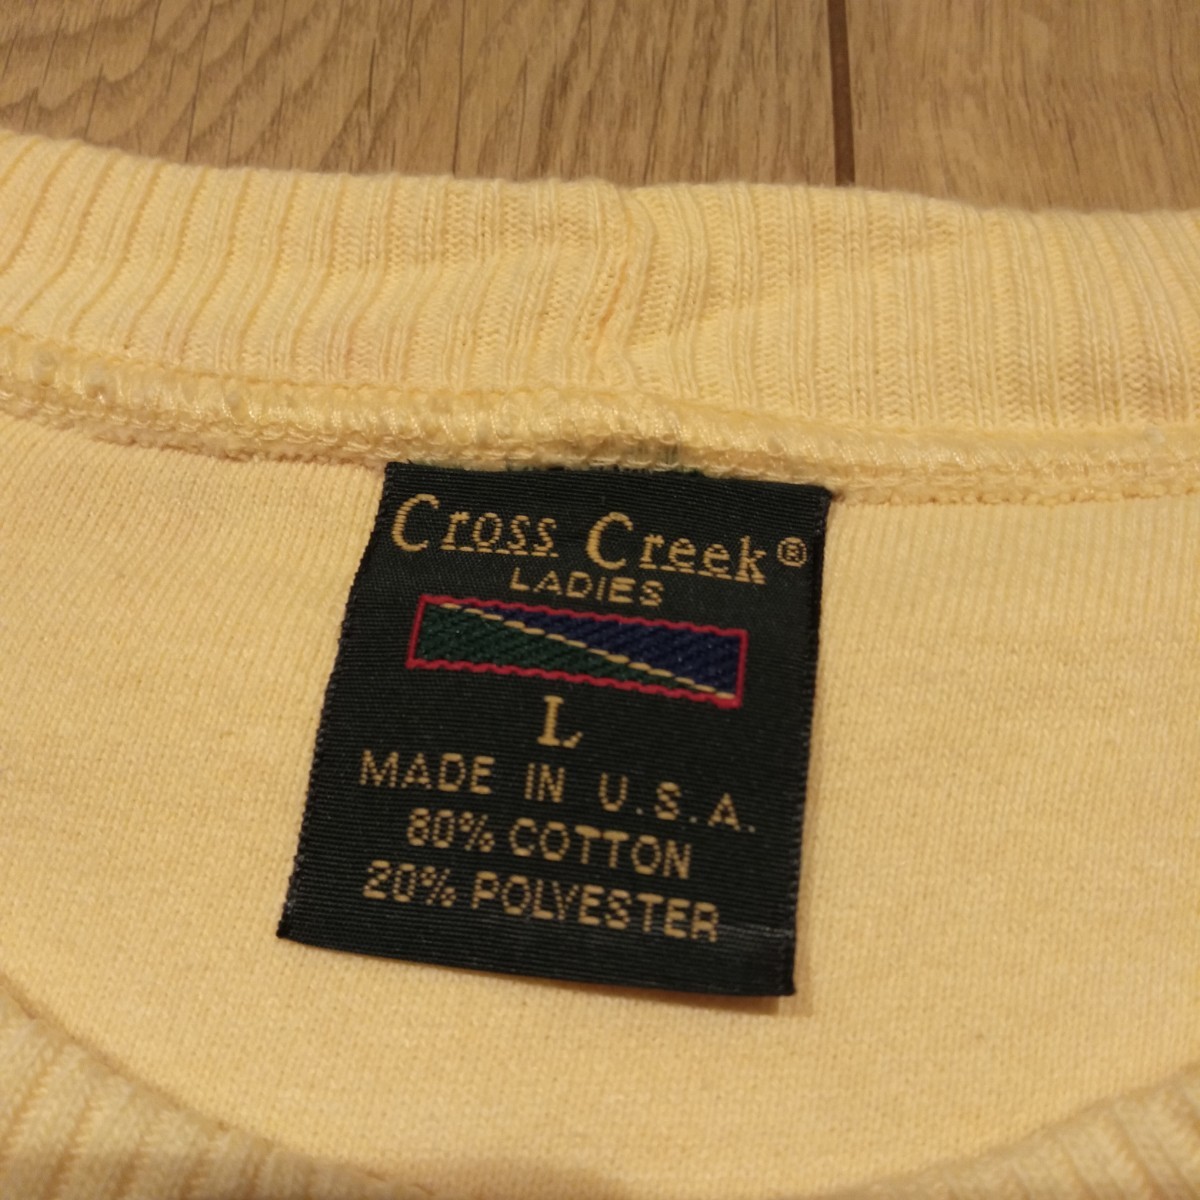 Cross Creek®
LADIES
L
MADE IN U.S.A.
80% COTTON
20% POLYESTER